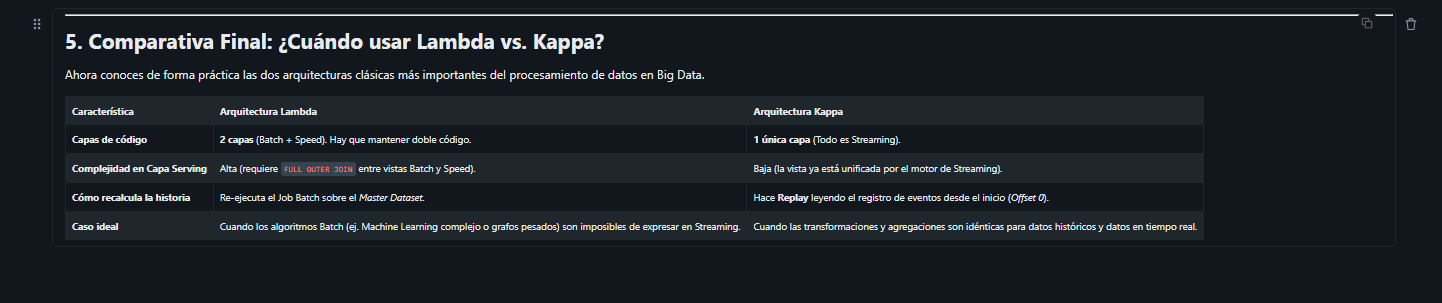 5. Comparativa Final: ¿Cuándo usar Lambda vs. Kappa?
Ahora conoces de forma práctica las dos arquitecturas clásicas más importantes del procesamiento de datos en Big Data.
Característica Arquitectura Lambda Arquitectura Kappa
Capas de código 2 capas (Batch + Speed). Hay que mantener doble código. 1 única capa (Todo es Streaming).
Complejidad en Capa Serving Alta (requiere FULL OUTER JOIN entre vistas Batch y Speed). Baja (la vista ya está unificada por el motor de Streaming).
Cómo recalcula la historia Re-ejecuta el Job Batch sobre el Master Dataset. Hace Replay leyendo el registro de eventos desde el inicio (Offset 0).
Caso ideal Cuando los algoritmos Batch (ej. Machine Learning complejo o grafos pesados) son imposibles de expresar en Streaming. Cuando las transformaciones y agregaciones son idénticas para datos históricos y datos en tiempo real.